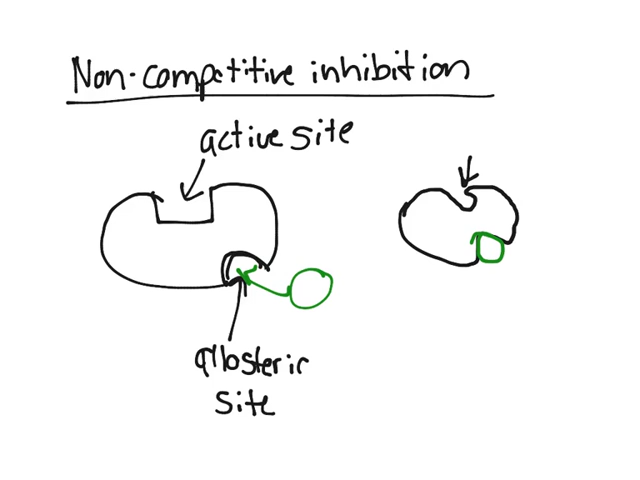 Non-competitive inhibition
active site
allosteric
site